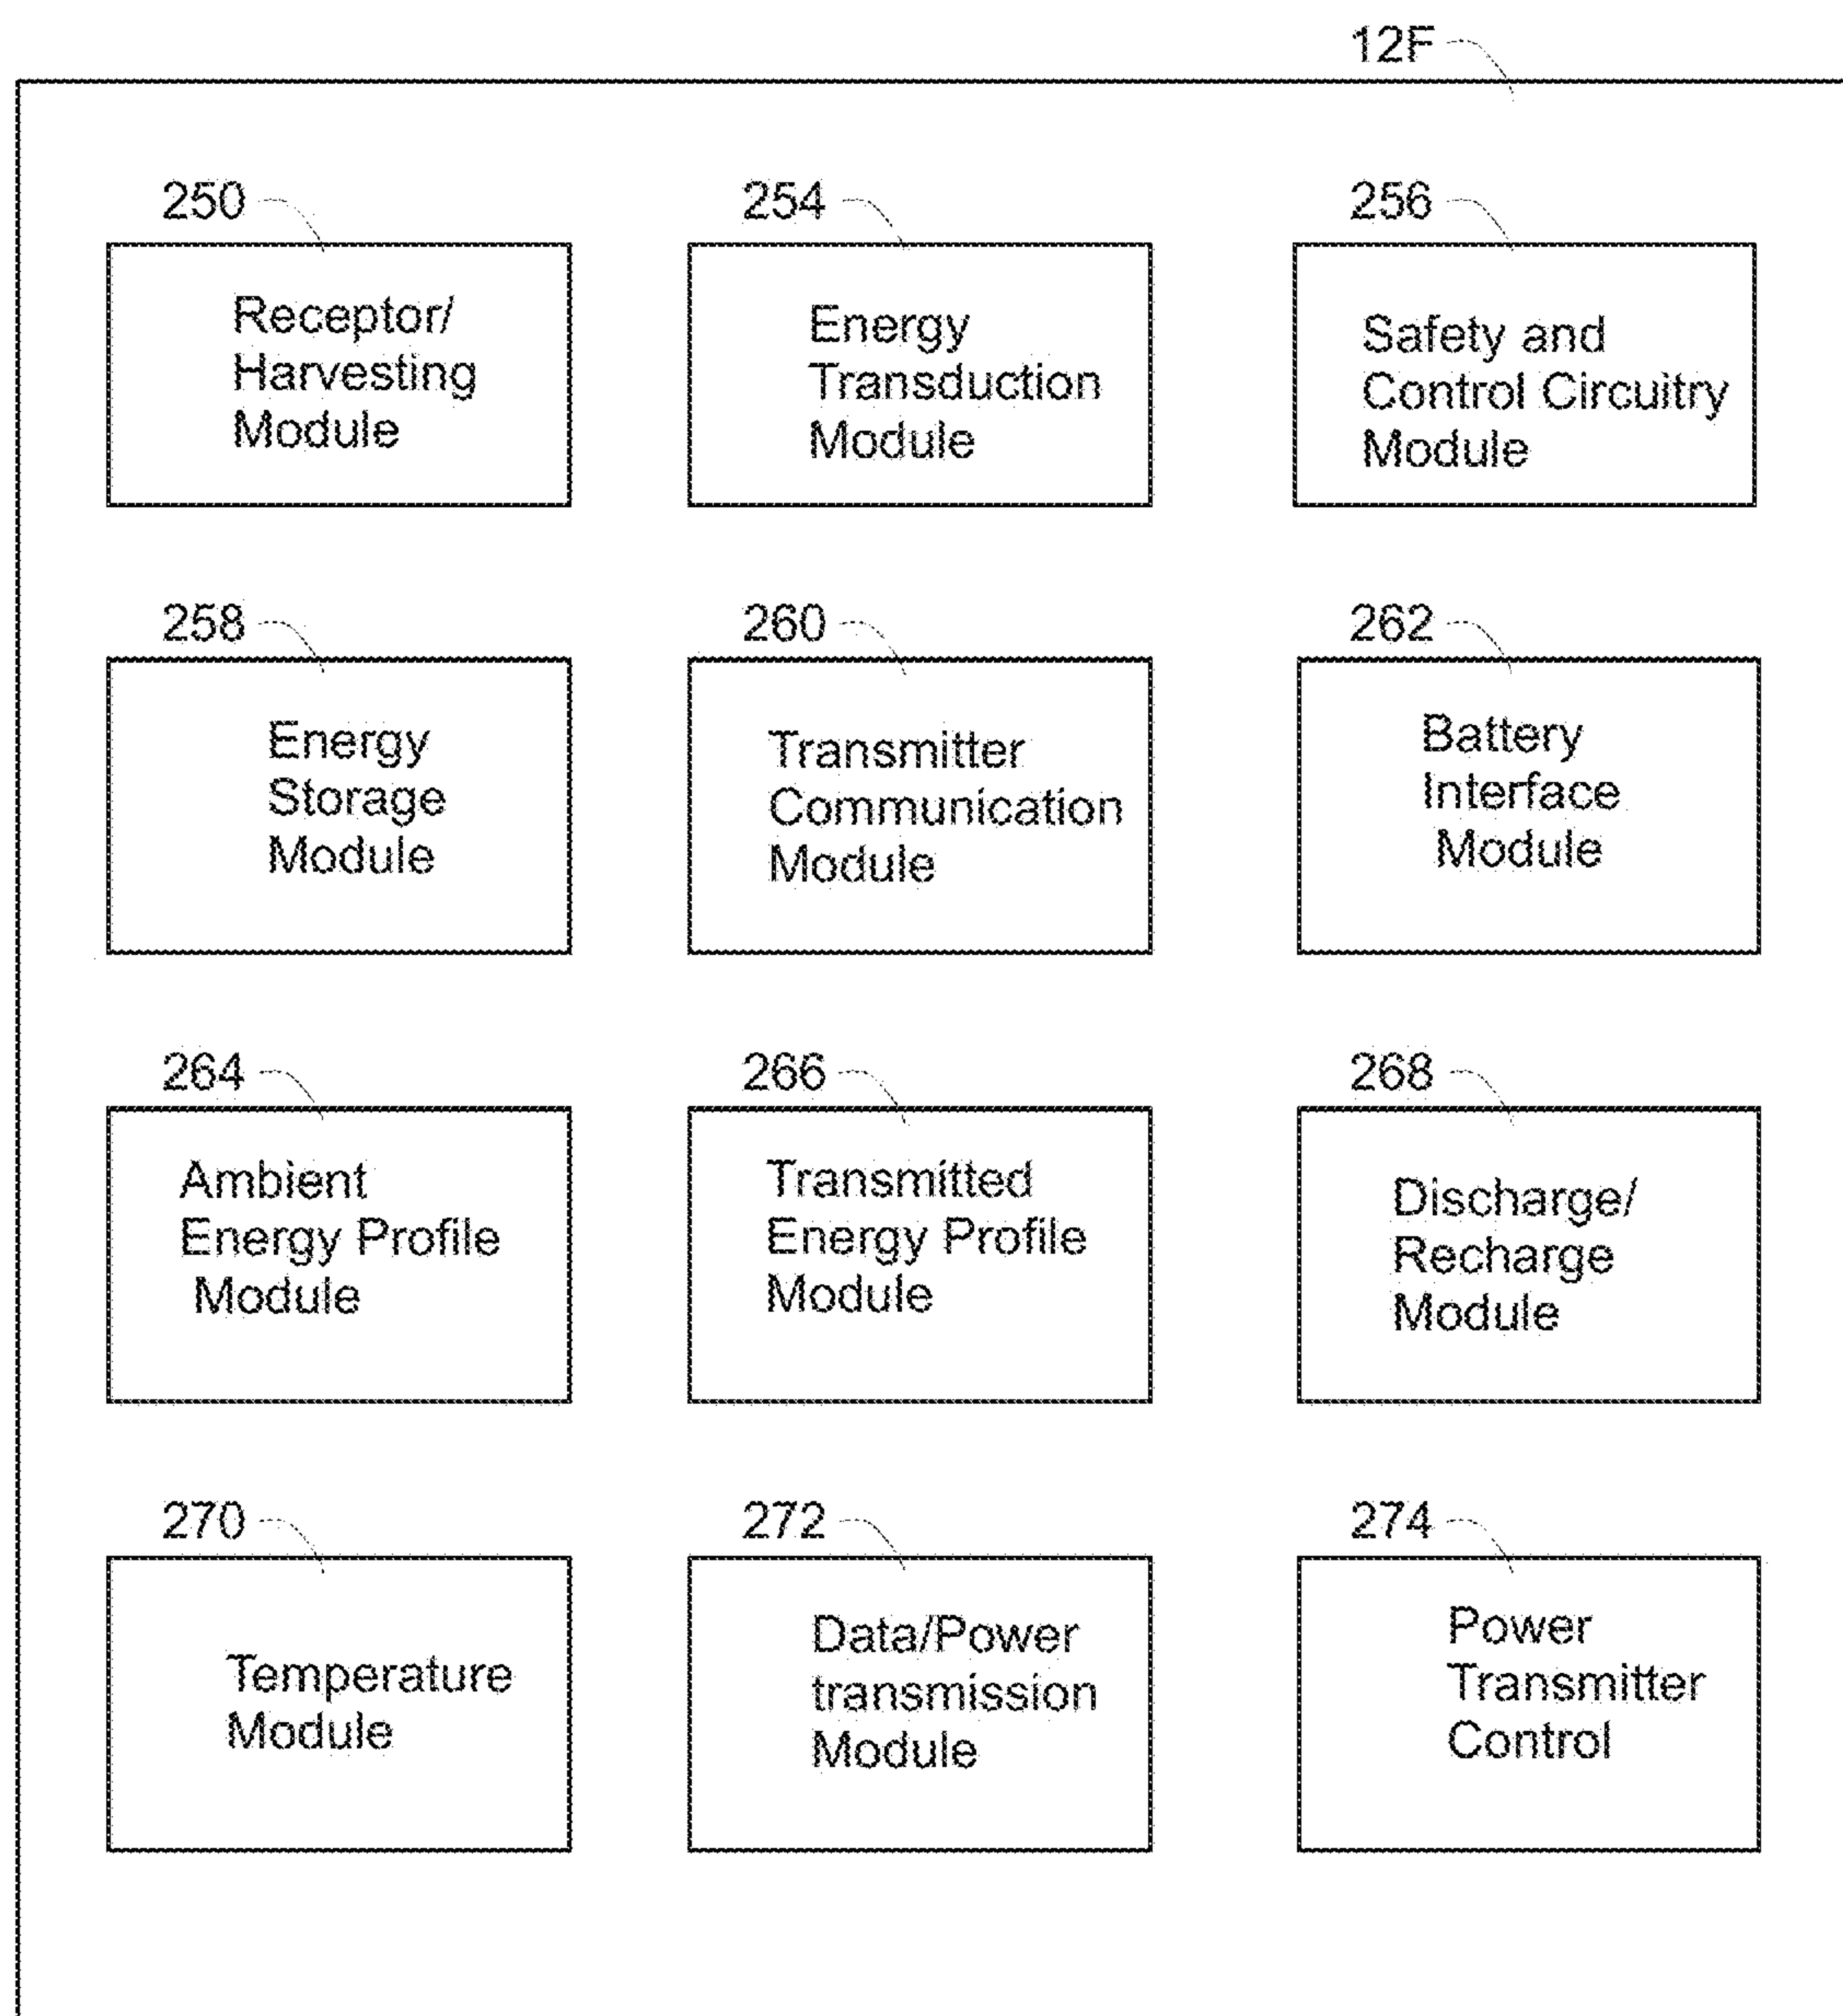 12F
250
Receptor/
Harvesting
Module
254
Energy
Transduction
Module
256
Safety and
Control Circuitry
Module
258
Energy
Storage
Module
260
Transmitter
Communication
Module
262
Battery
Interface
Module
264
Ambient
Energy Profile
Module
266
Transmitted
Energy Profile
Module
268
Discharge/
Recharge
Module
270
Temperature
Module
272
Data/Power
transmission
Module
274
Power
Transmitter
Control